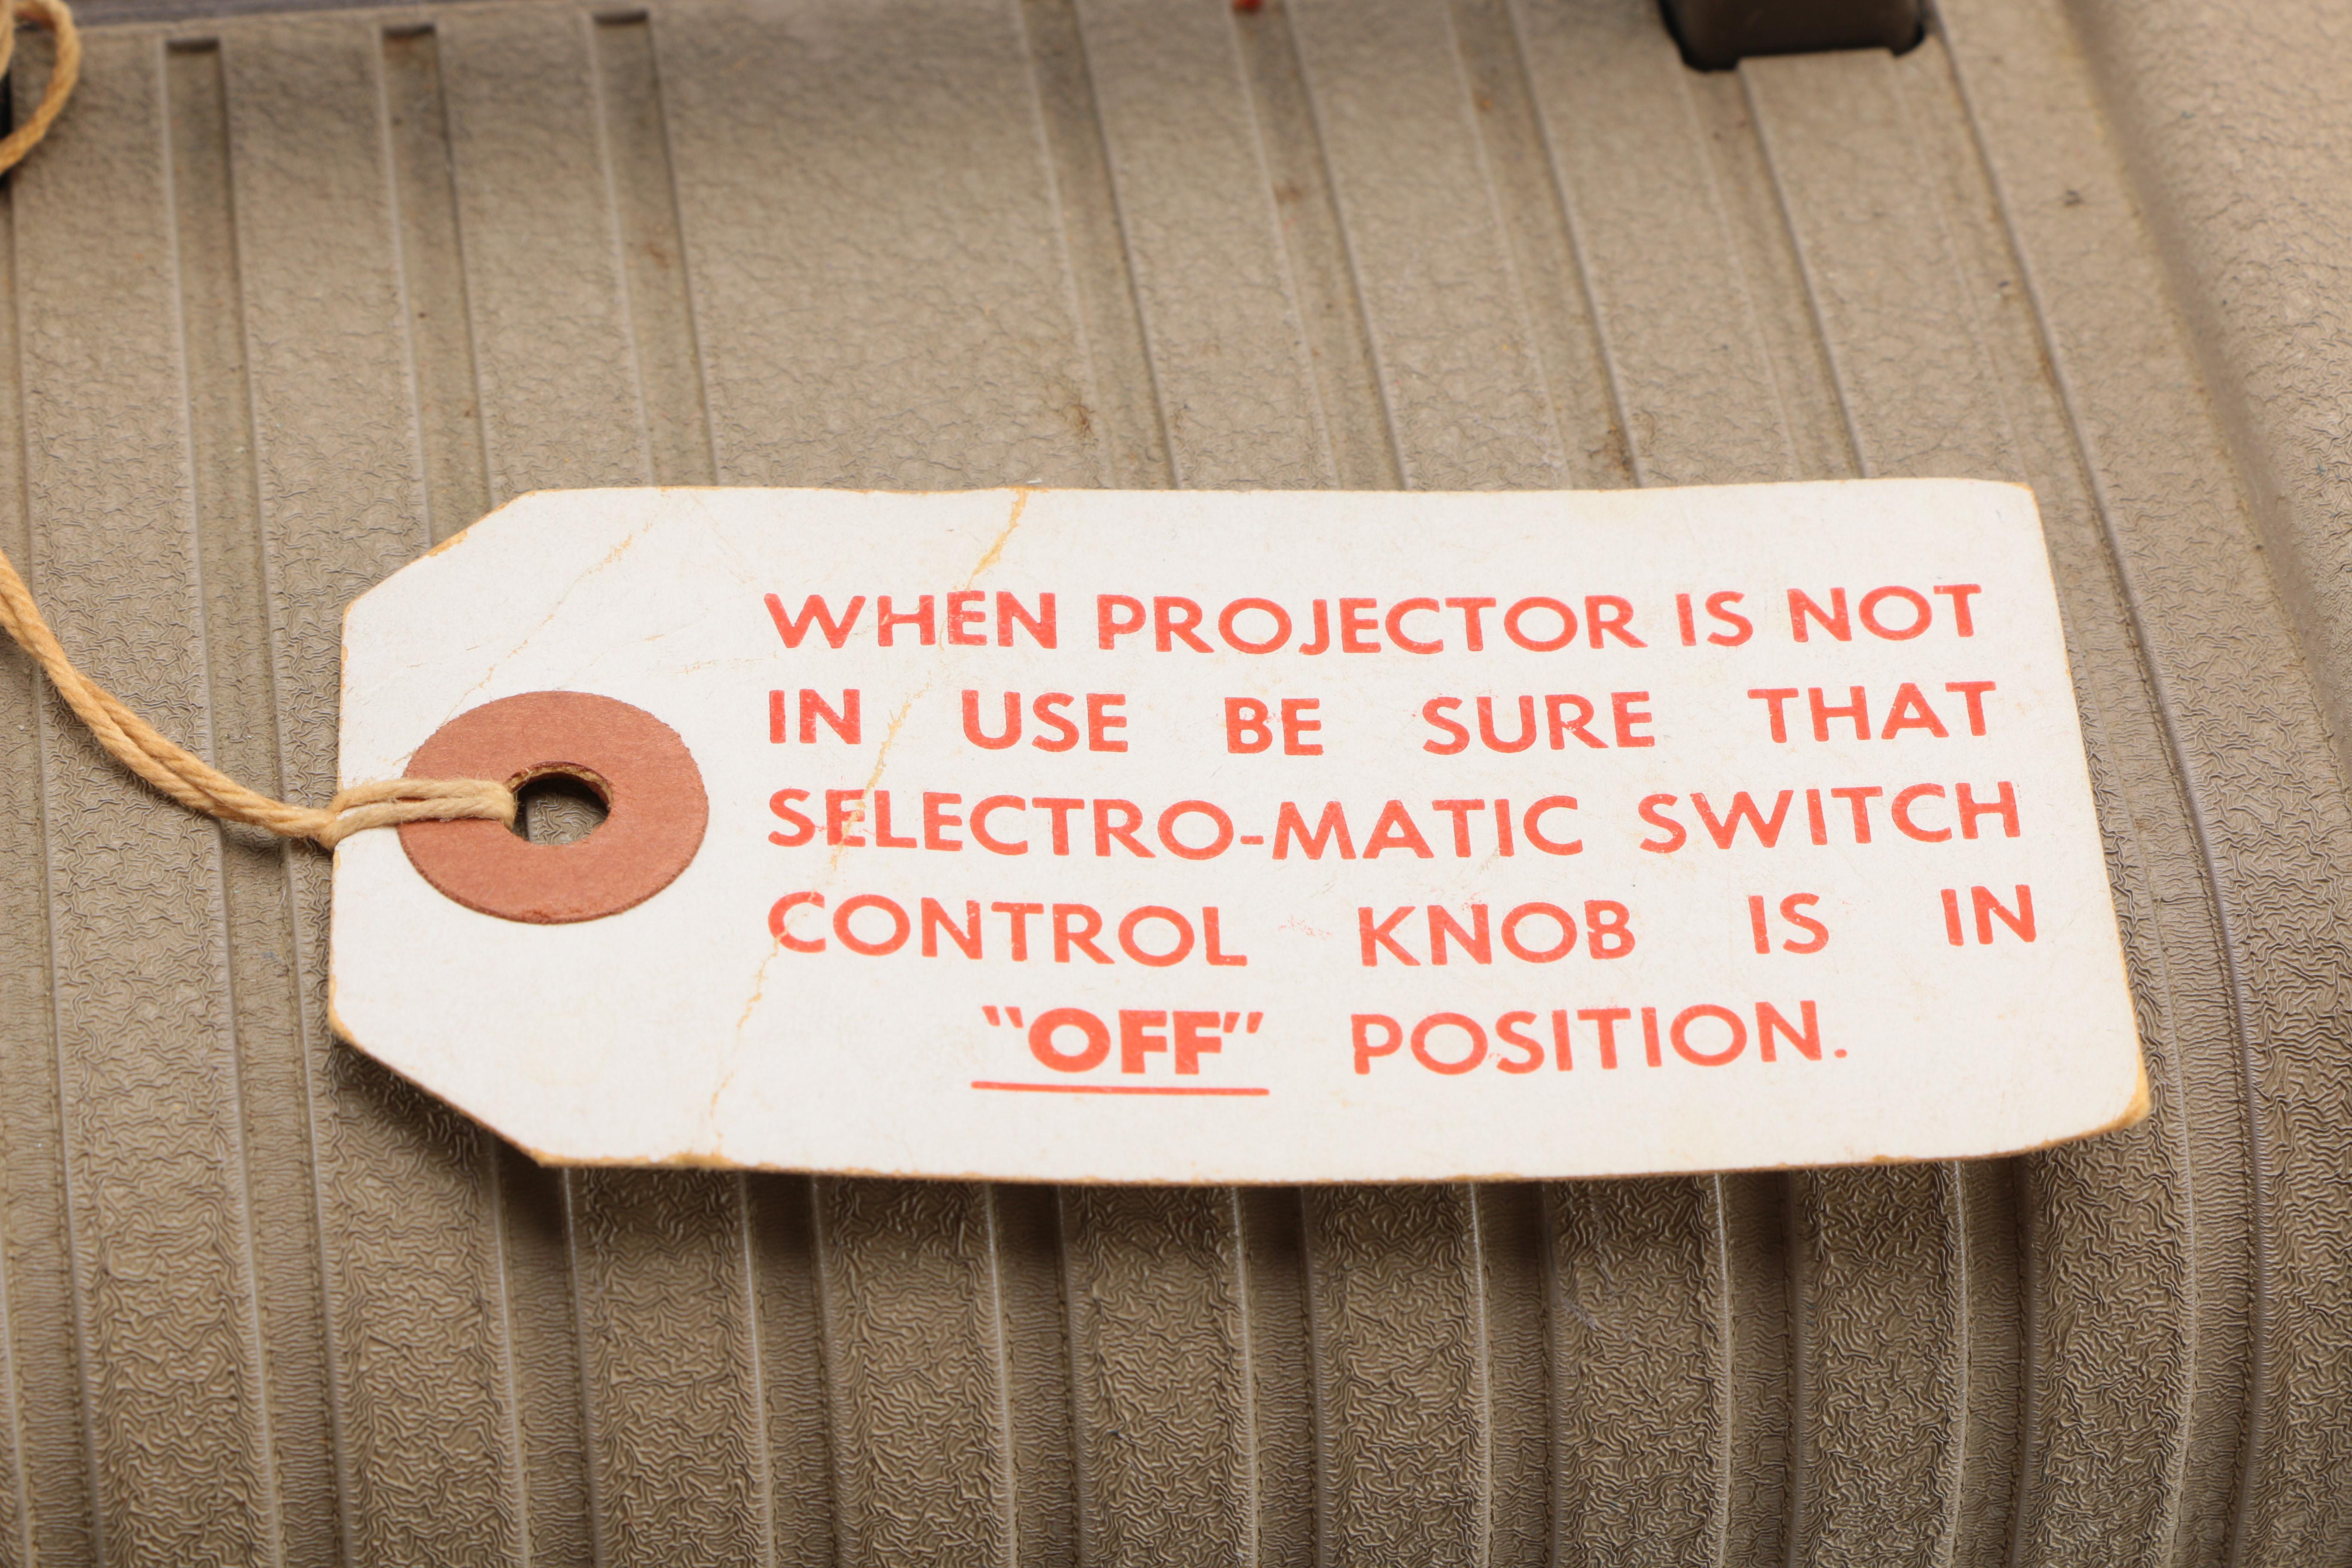 WHEN PROJECTOR IS NOT
IN USE BE SURE THAT
SELECTRO-MATIC SWITCH
CONTROL KNOB IS IN
"OFF" POSITION.